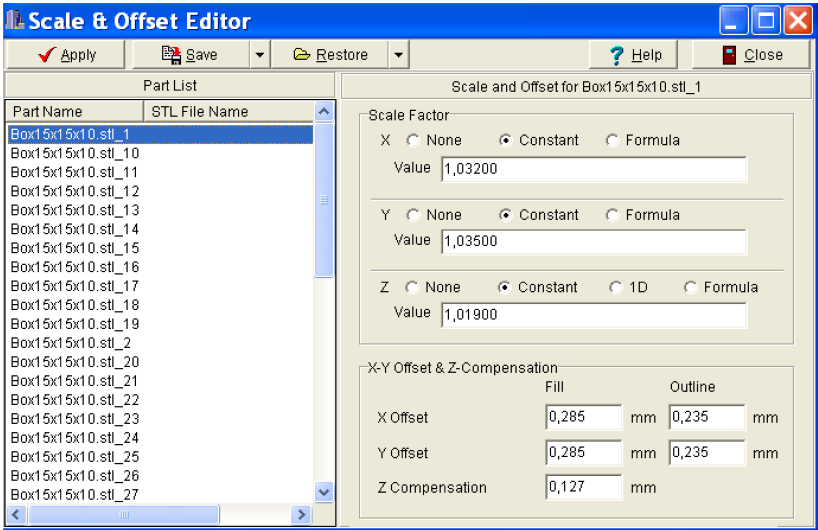 Scale & Offset Editor
Apply Save Restore Help Close
Part List
Part Name STL File Name
Box15x15x10.stl_1
Box15x15x10.stl_10
Box15x15x10.stl_11
Box15x15x10.stl_12
Box15x15x10.stl_13
Box15x15x10.stl_14
Box15x15x10.stl_15
Box15x15x10.stl_16
Box15x15x10.stl_17
Box15x15x10.stl_18
Box15x15x10.stl_19
Box15x15x10.stl_2
Box15x15x10.stl_20
Box15x15x10.stl_21
Box15x15x10.stl_22
Box15x15x10.stl_23
Box15x15x10.stl_24
Box15x15x10.stl_25
Box15x15x10.stl_26
Box15x15x10.stl_27
Scale and Offset for Box15x15x10.stl_1
Scale Factor
X None Constant Formula
Value 1,03200
Y None Constant Formula
Value 1,03500
Z None Constant 1D Formula
Value 1,01900
X-Y Offset & Z-Compensation
Fill Outline
X Offset 0,285 mm 0,235 mm
Y Offset 0,285 mm 0,235 mm
Z Compensation 0,127 mm